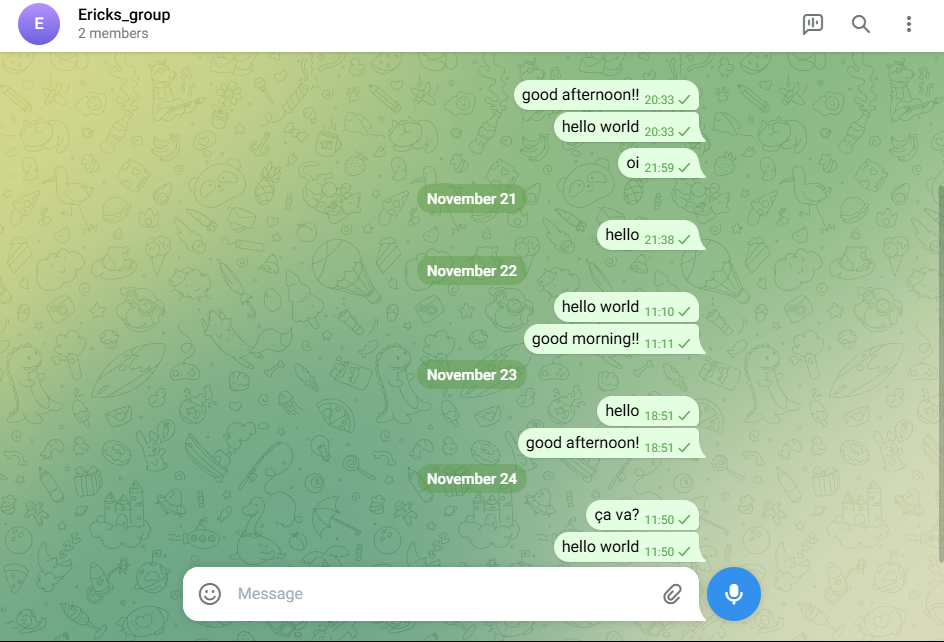 E
Ericks_group
2 members
good afternoon!! 20:33
hello world 20:33
oi 21:59
November 21
hello 21:38
November 22
hello world 11:10
good morning!! 11:11
November 23
hello 18:51
good afternoon! 18:51
November 24
ça va? 11:50
hello world 11:50
Message